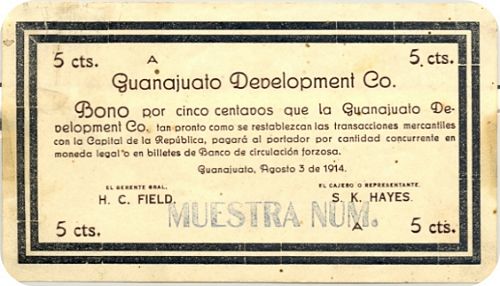 5 cts. A 5 cts.
Guanajuato Development Co.
Bono por cinco centavos que la Guanajuato De-
velopment Co. tan pronto como se restablezcan las transacciones mercantiles
con la Capital de la República, pagará al portador por cantidad concurrente en
moneda legal o en billetes de Banco de circulación forzosa.
Guanajuato, Agosto 3 de 1914.
EL GERENTE GRAL. EL CAJERO O REPRESENTANTE.
H. C. FIELD. S. K. HAYES.
MUESTRA NUM.
5 cts. A 5 cts.